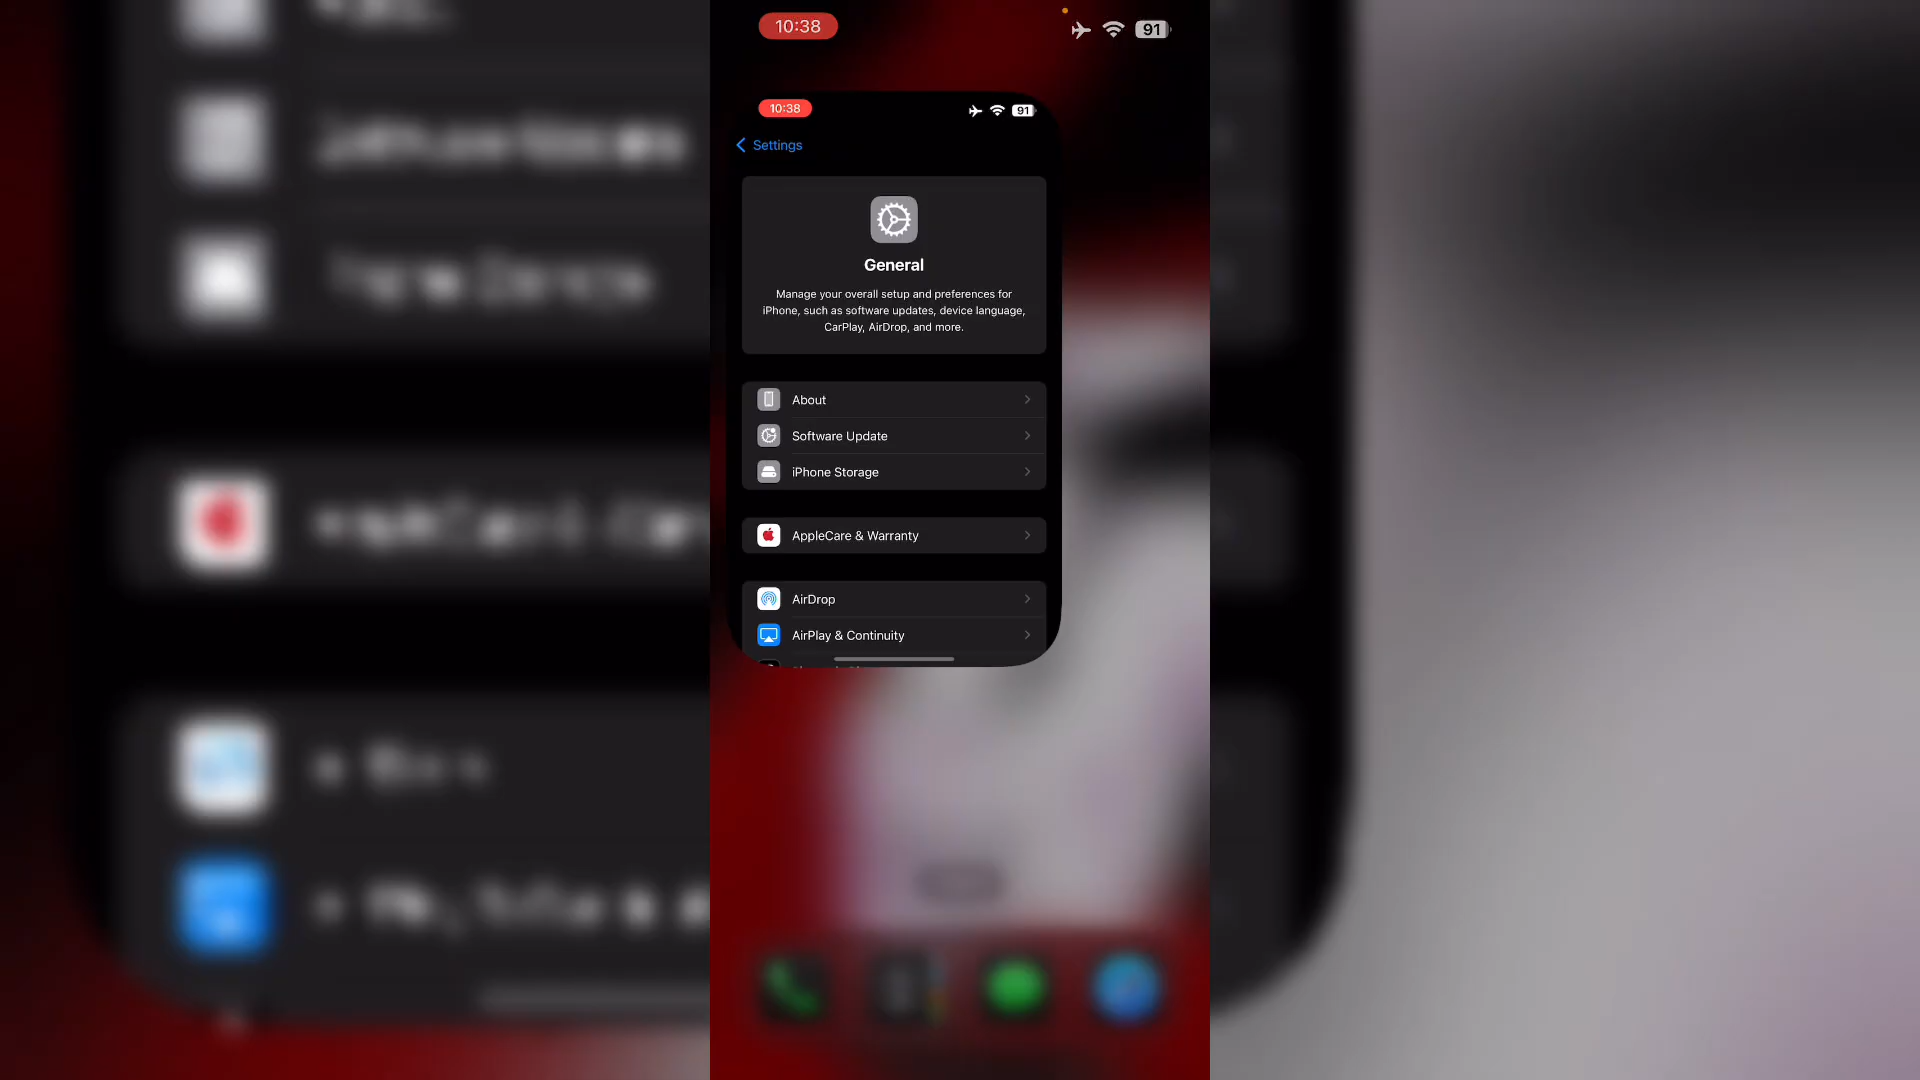 10:38
91
10:38
91
Settings
General
Manage your overall setup and preferences for
iPhone, such as software updates, device language,
CarPlay, AirDrop, and more.
About
Software Update
iPhone Storage
AppleCare & Warranty
AirDrop
AirPlay & Continuity